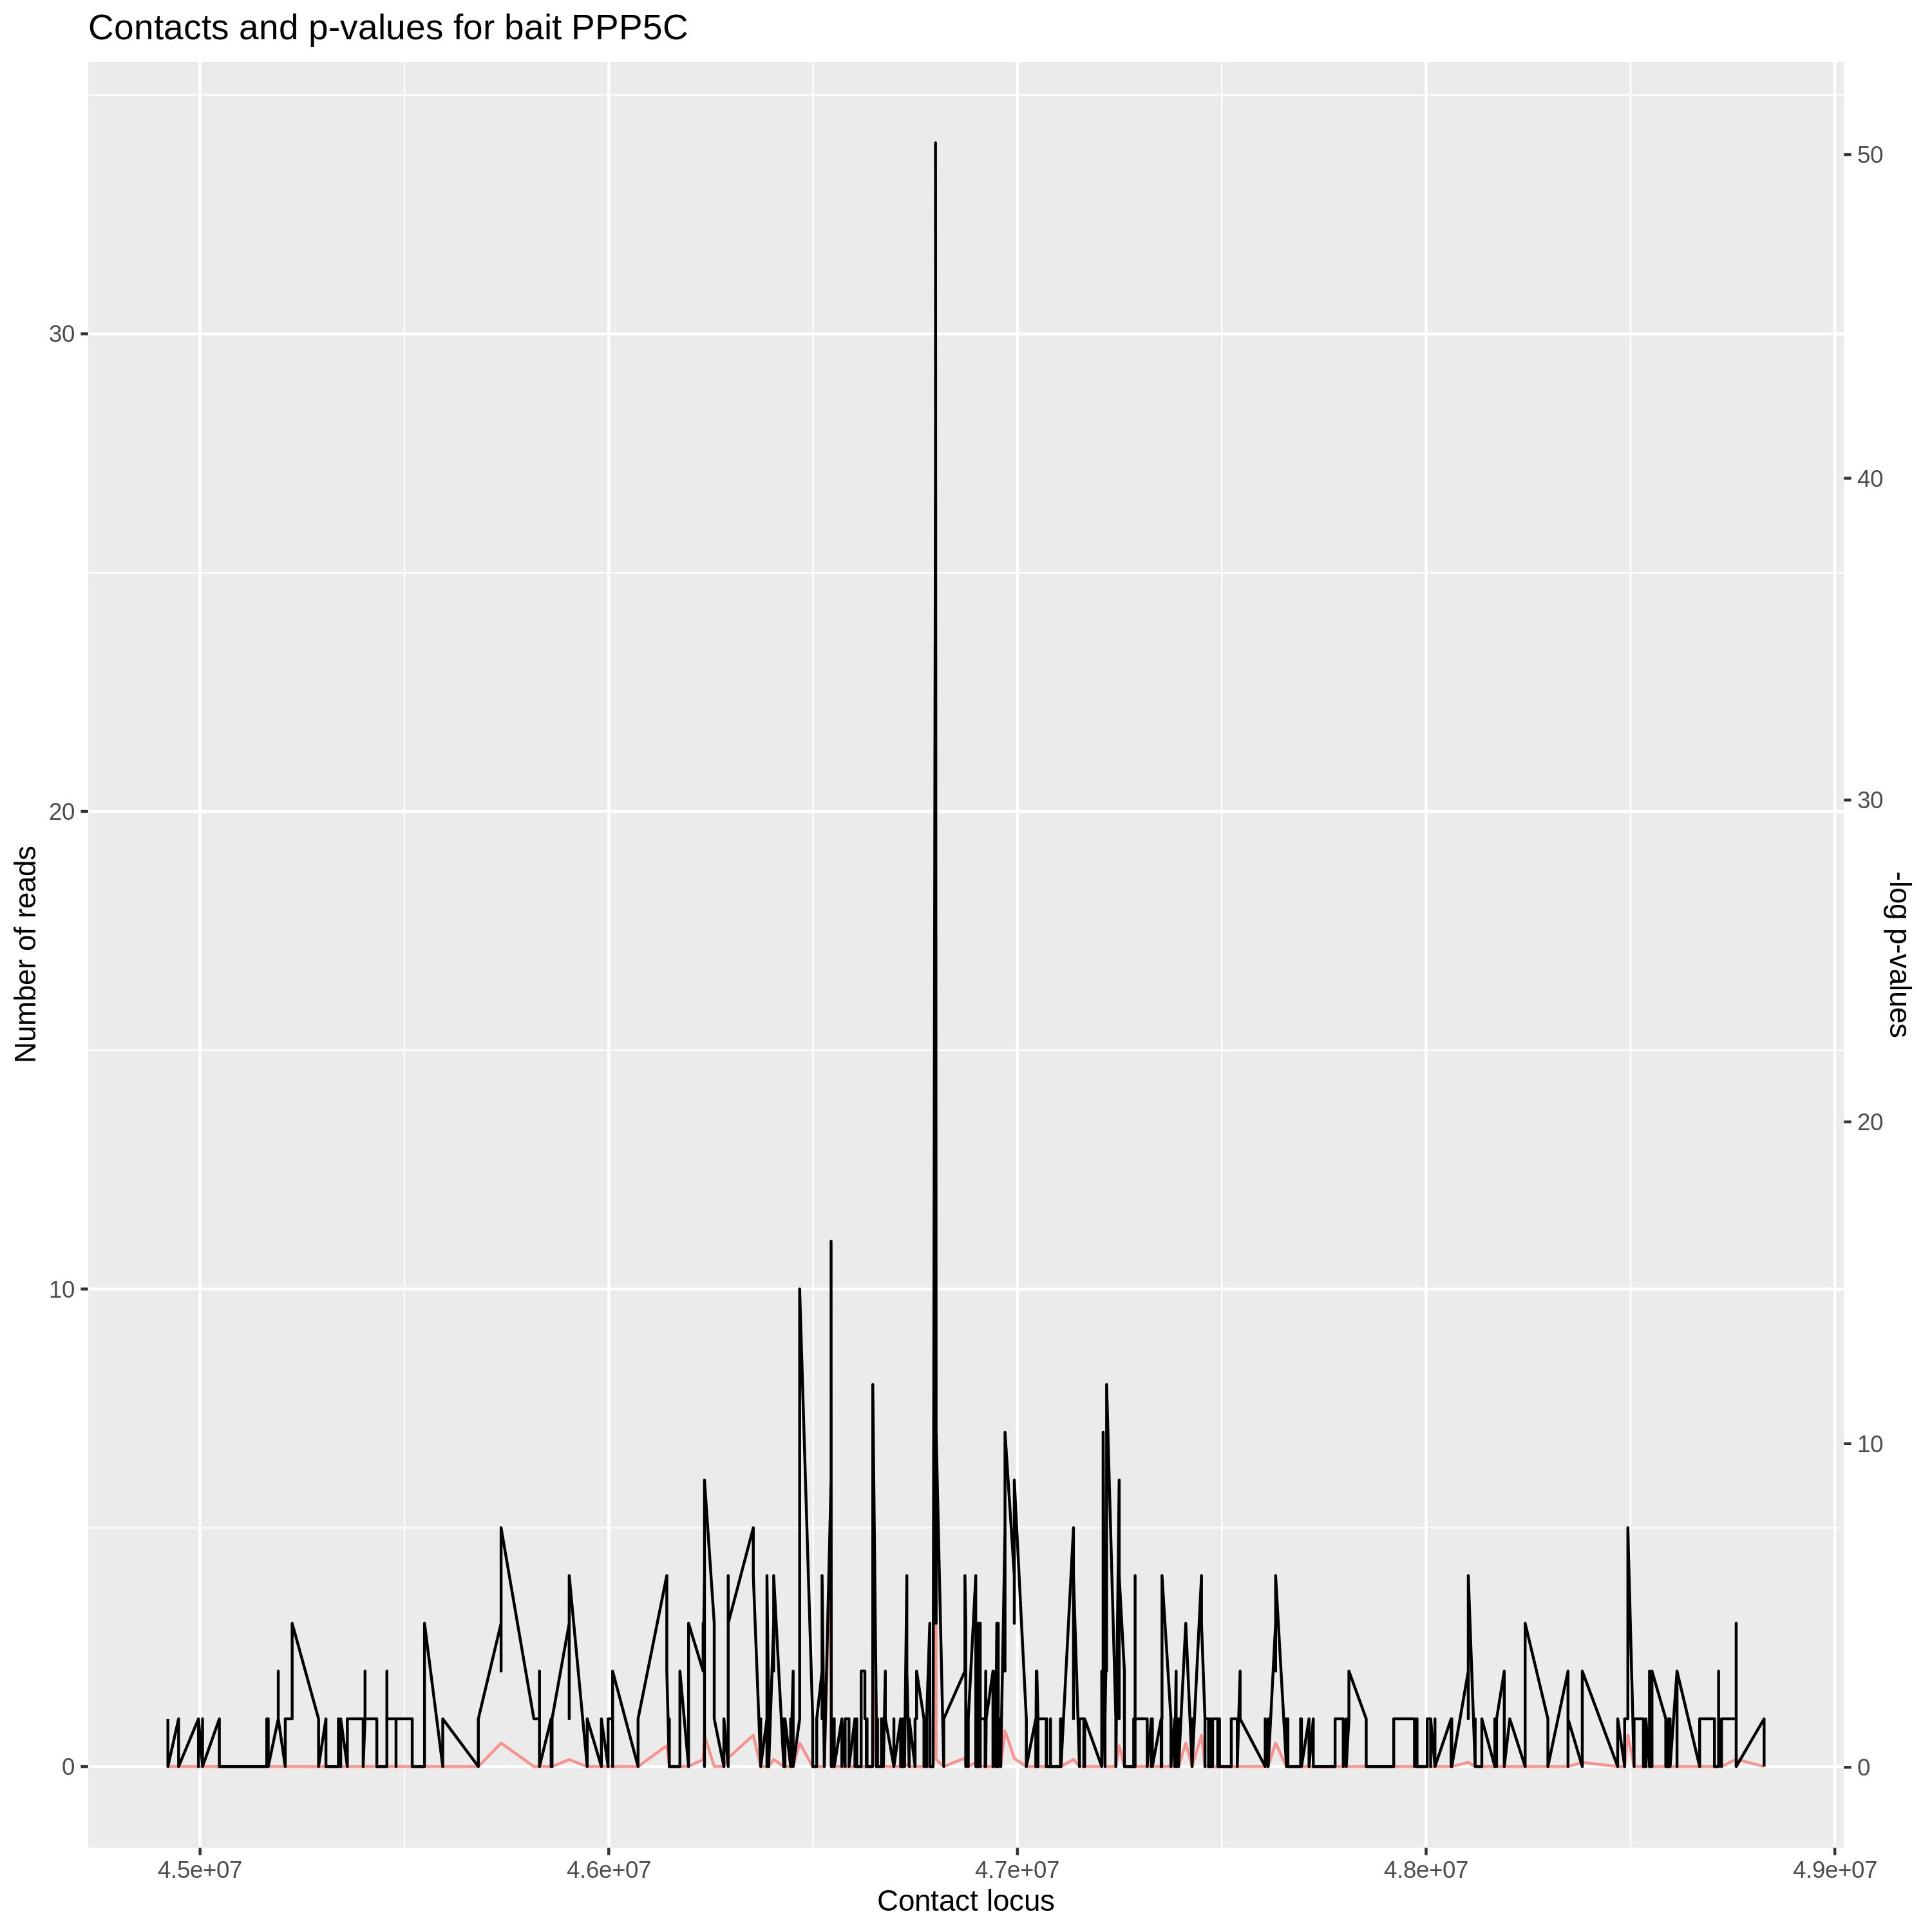 Contacts and p-values for bait PPP5C
30
20
10
0
Number of reads
50
40
30
20
10
0
-log p-values
4.5e+07
4.6e+07
4.7e+07
4.8e+07
4.9e+07
Contact locus